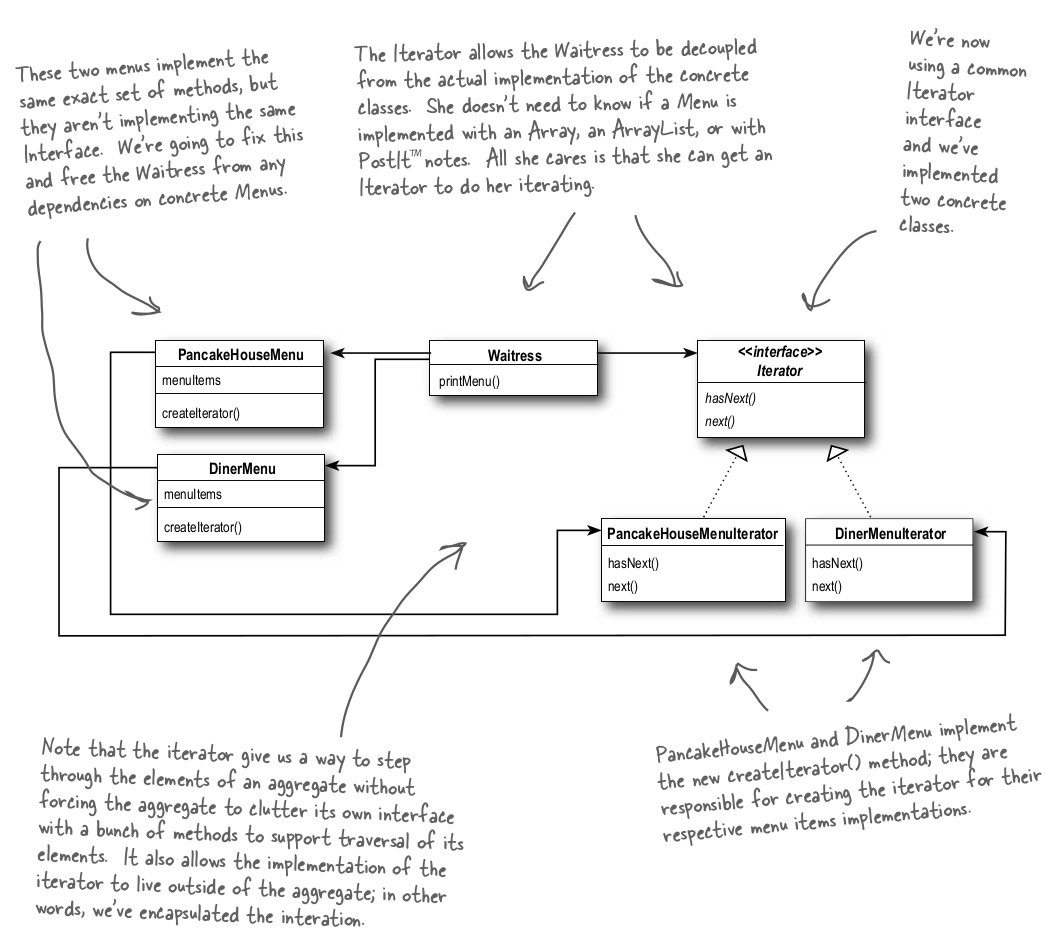 These two menus implement the
same exact set of methods, but
they aren't implementing the same
Interface. We're going to fix this
and free the Waitress from any
dependencies on concrete Menus.
The Iterator allows the Waitress to be decoupled
from the actual implementation of the concrete
classes. She doesn't need to know if a Menu is
implemented with an Array, an ArrayList, or with
PostIt™ notes. All she cares is that she can get an
Iterator to do her iterating.
We're now
using a common
Iterator
interface
and we've
implemented
two concrete
classes.
PancakeHouseMenu
menuItems
createIterator()
Waitress
printMenu()
<<interface>>
Iterator
hasNext()
next()
DinerMenu
menuItems
createIterator()
PancakeHouseMenuIterator
hasNext()
next()
DinerMenuIterator
hasNext()
next()
Note that the iterator give us a way to step
through the elements of an aggregate without
forcing the aggregate to clutter its own interface
with a bunch of methods to support traversal of its
elements. It also allows the implementation of the
iterator to live outside of the aggregate; in other
words, we've encapsulated the interation.
PancakeHouseMenu and DinerMenu implement
the new createIterator() method; they are
responsible for creating the iterator for their
respective menu items implementations.